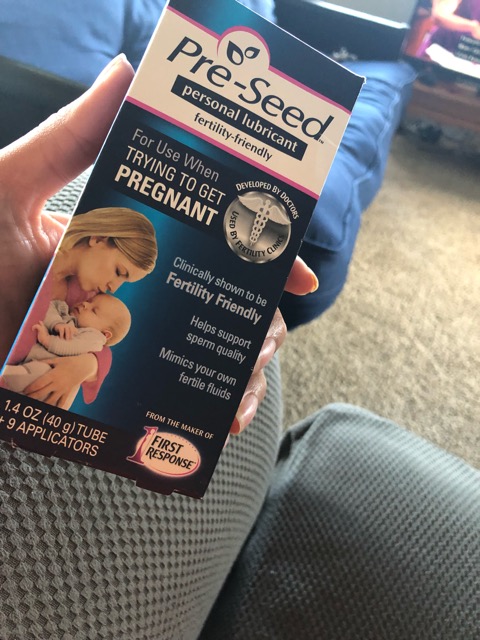 Pre-Seed™
personal lubricant
fertility-friendly
For Use When
TRYING TO GET
PREGNANT
DEVELOPED BY DOCTORS
USED BY FERTILITY CLINICS
Clinically shown to be
Fertility Friendly
Helps support
sperm quality
Mimics your own
fertile fluids
1.4 OZ (40 g) TUBE
+ 9 APPLICATORS
FROM THE MAKER OF
FIRST
RESPONSE